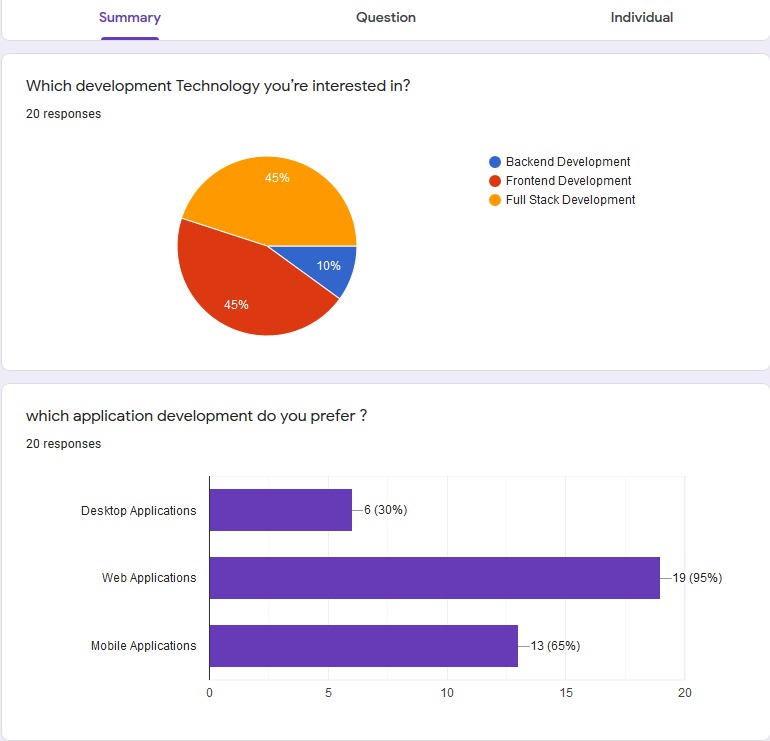 Summary Question Individual
Which development Technology you’re interested in?
20 responses
45%
10%
45%
Backend Development
Frontend Development
Full Stack Development
which application development do you prefer ?
20 responses
Desktop Applications 6 (30%)
Web Applications 19 (95%)
Mobile Applications 13 (65%)
0 5 10 15 20